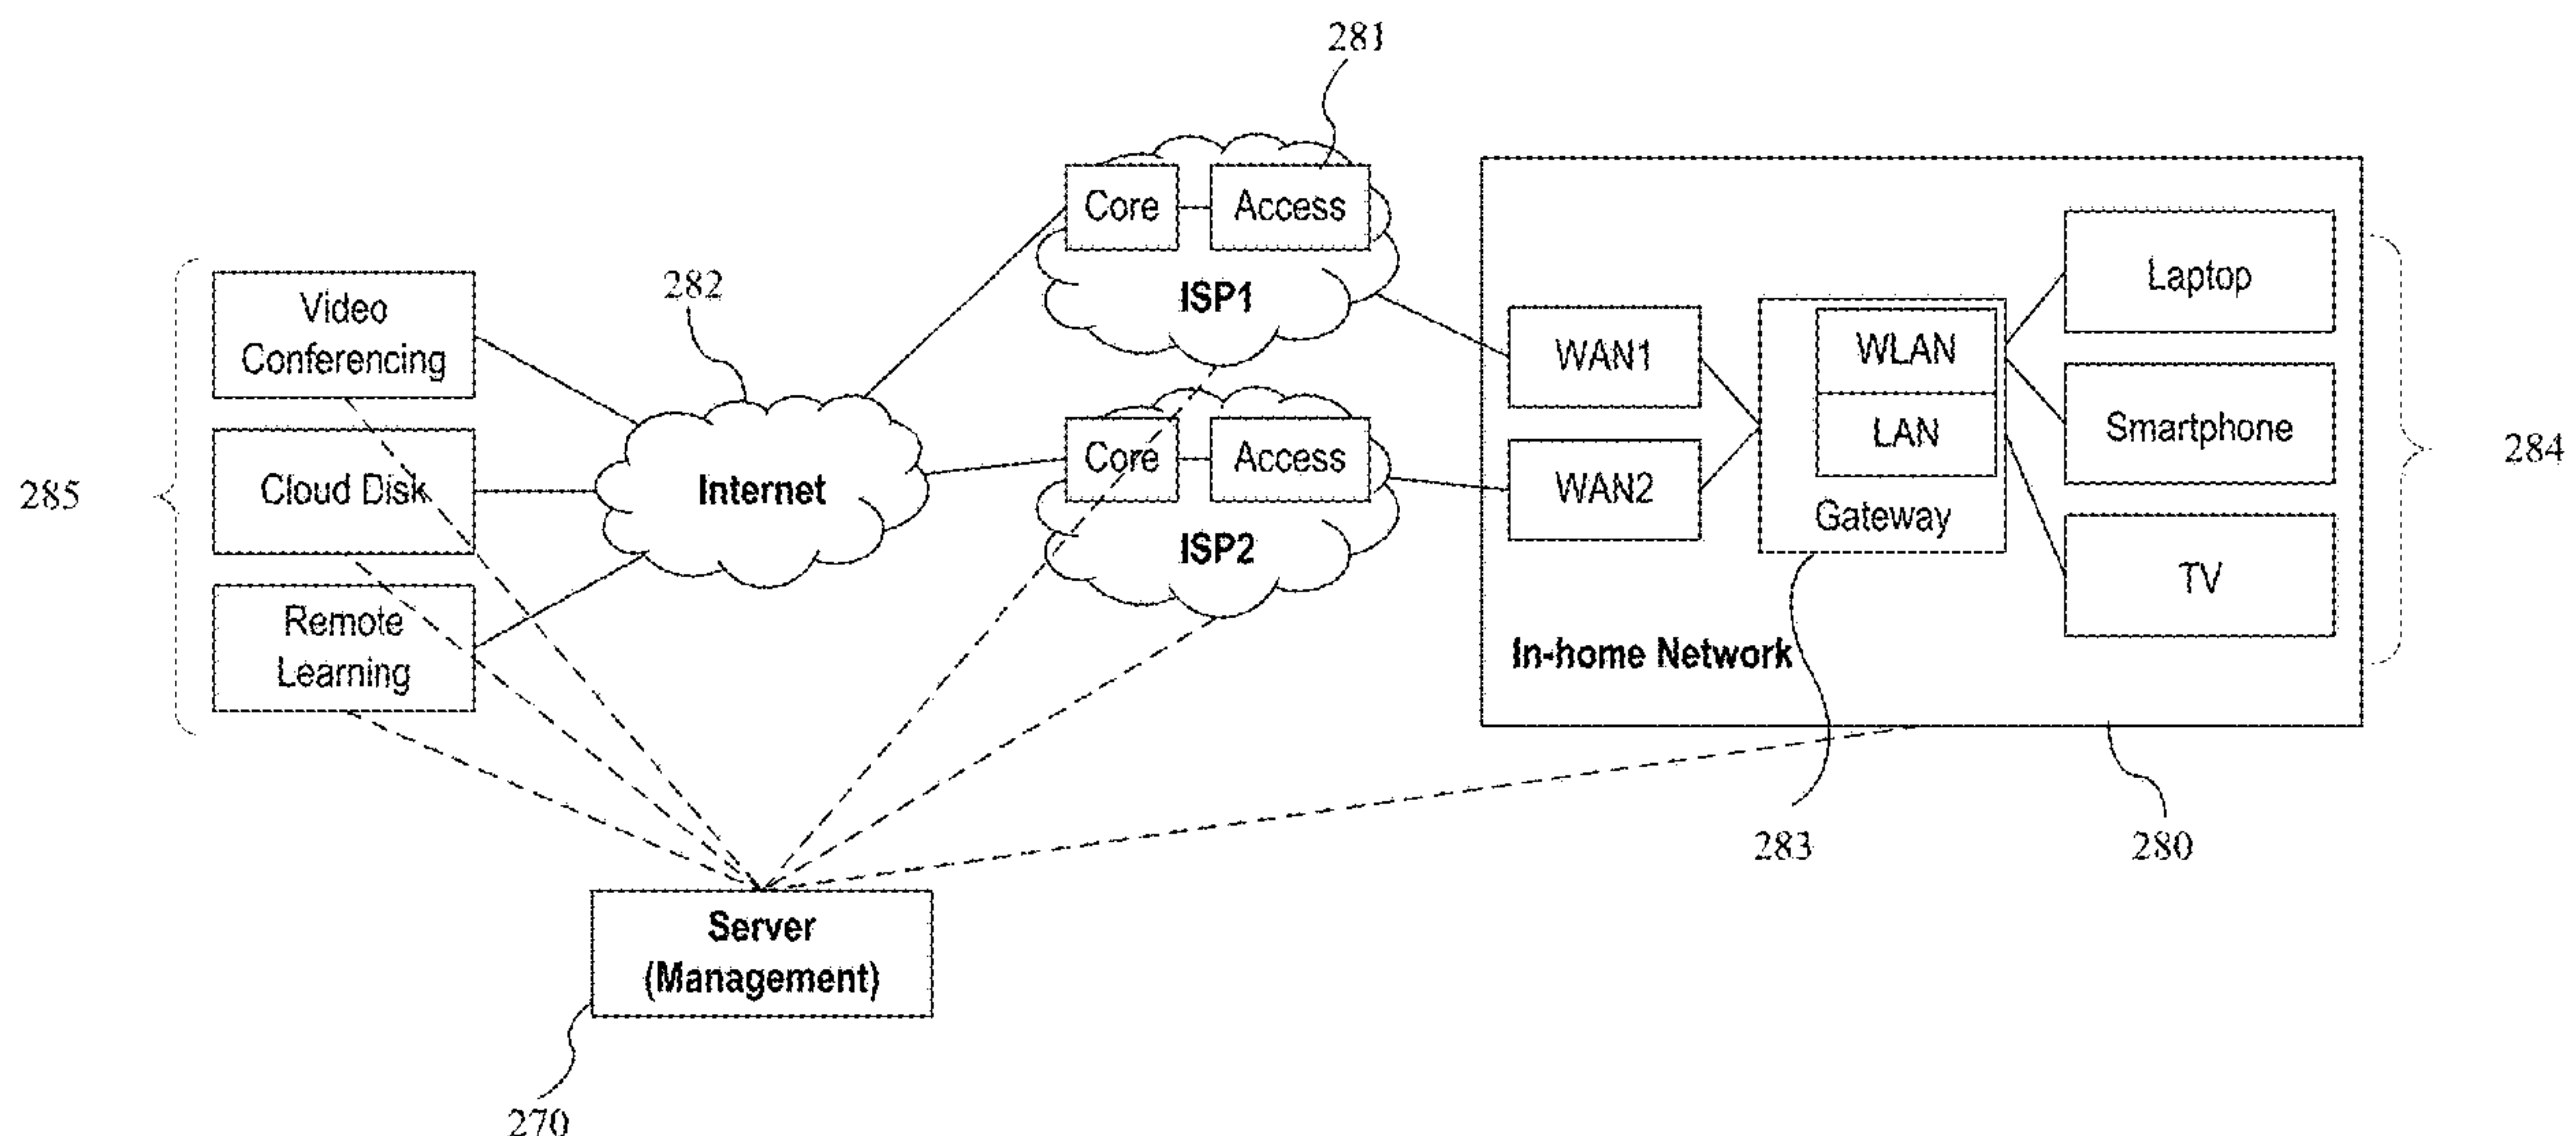 281
Core
Access
ISP1
282
Video
Conferencing
Cloud Disk
Remote
Learning
285
Internet
Core
Access
ISP2
WAN1
WAN2
WLAN
LAN
Gateway
Laptop
Smartphone
TV
284
In-home Network
283
280
Server
(Management)
270